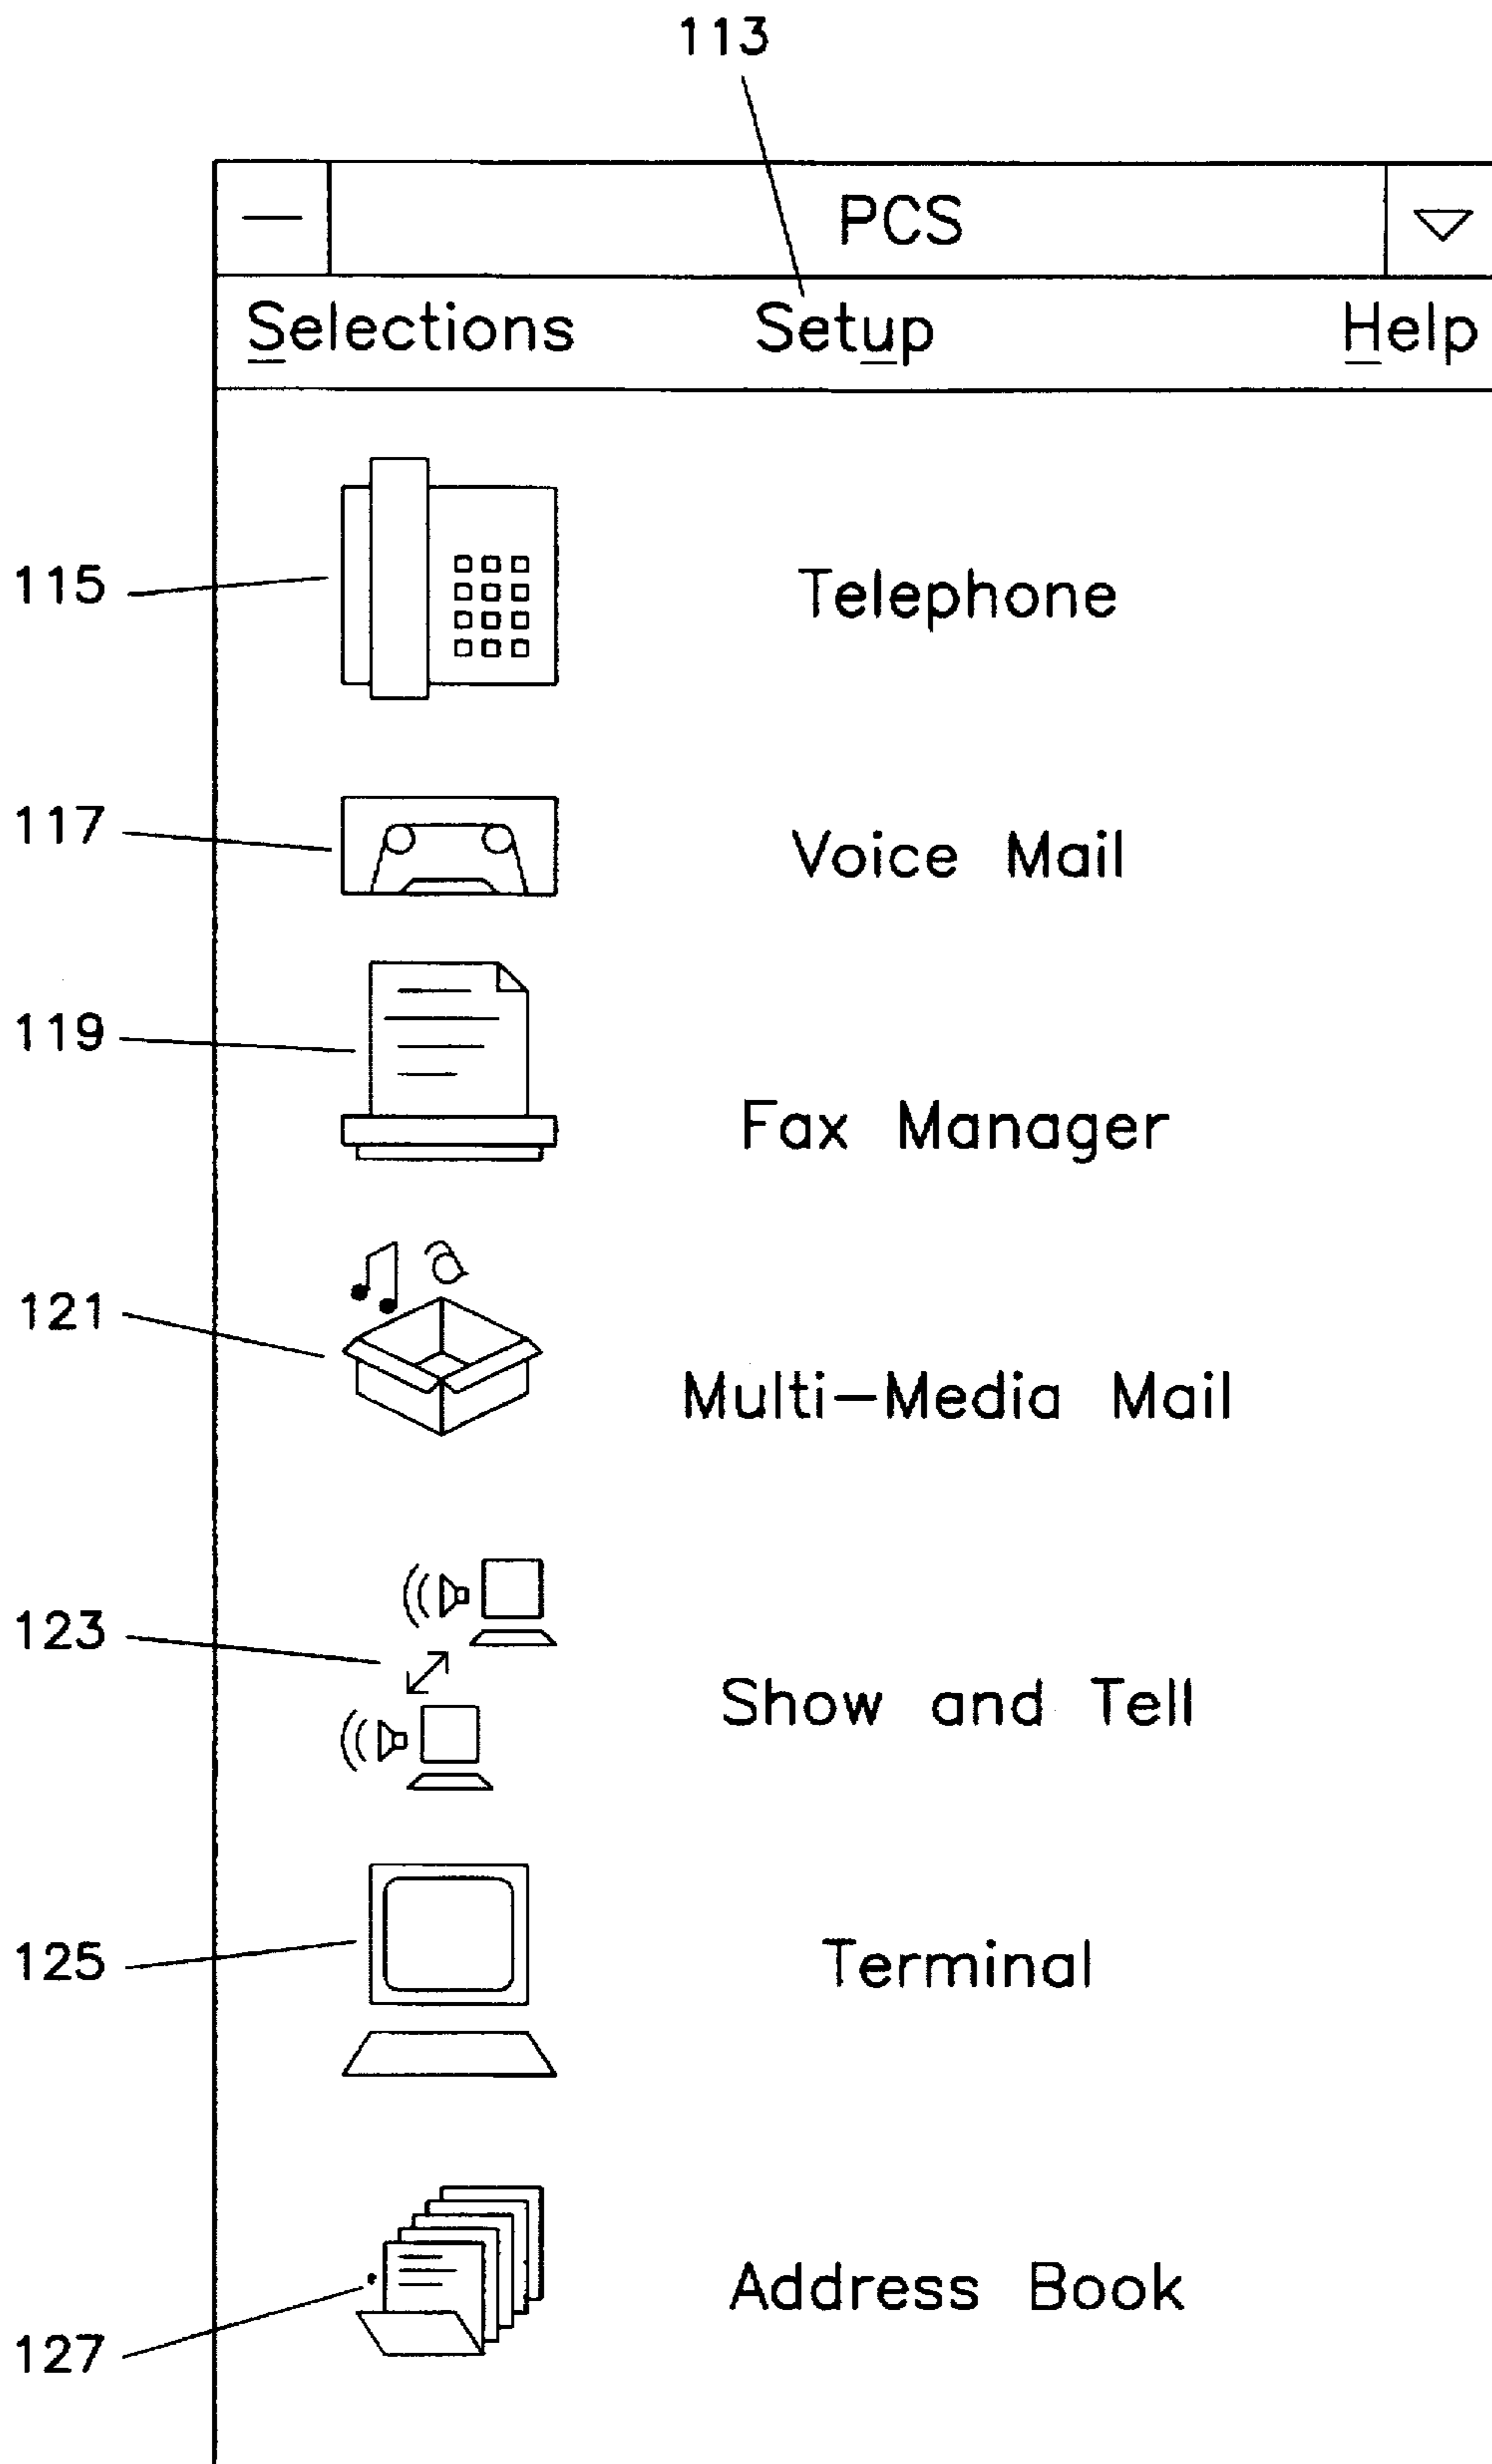 113
PCS
Selections Setup Help
115 Telephone
117 Voice Mail
119 Fax Manager
121 Multi-Media Mail
123 Show and Tell
125 Terminal
127 Address Book